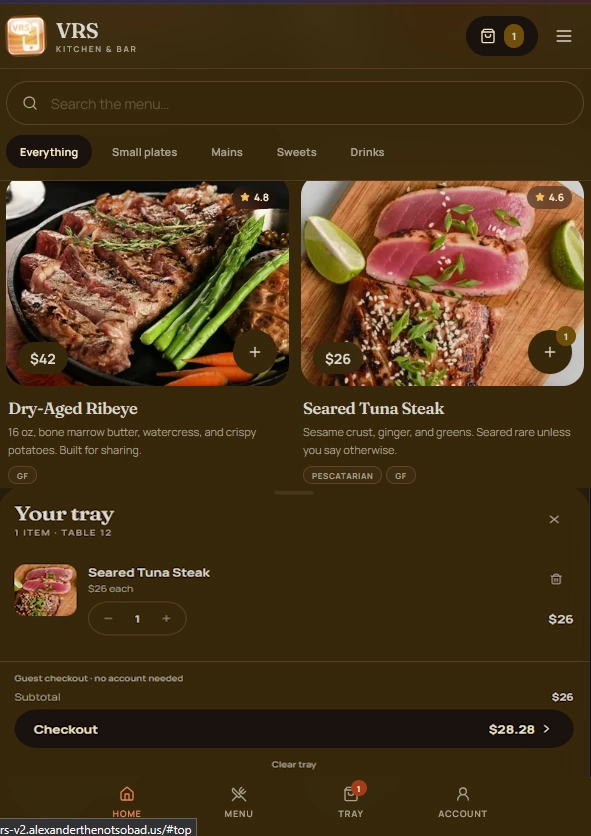 VRS
KITCHEN & BAR
1
Search the menu...
Everything
Small plates
Mains
Sweets
Drinks
4.8
4.6
$42
$26
1
Dry-Aged Ribeye
16 oz, bone marrow butter, watercress, and crispy
potatoes. Built for sharing.
GF
Seared Tuna Steak
Sesame crust, ginger, and greens. Seared rare unless
you say otherwise.
PESCATARIAN
GF
Your tray
1 ITEM · TABLE 12
Seared Tuna Steak
$26 each
1
$26
Guest checkout · no account needed
Subtotal
$26
Checkout
$28.28
Clear tray
1
HOME
MENU
TRAY
ACCOUNT
rs-v2.alexanderthenotsobad.us/#top